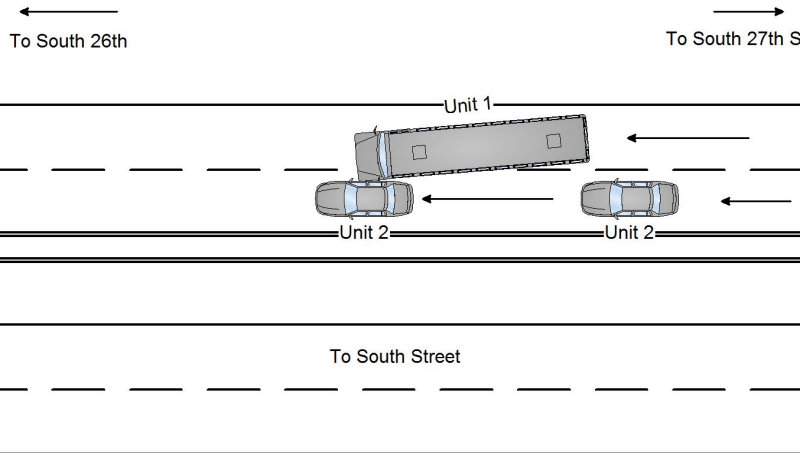 To South 26th
To South 27th S
Unit 1
Unit 2
Unit 2
To South Street